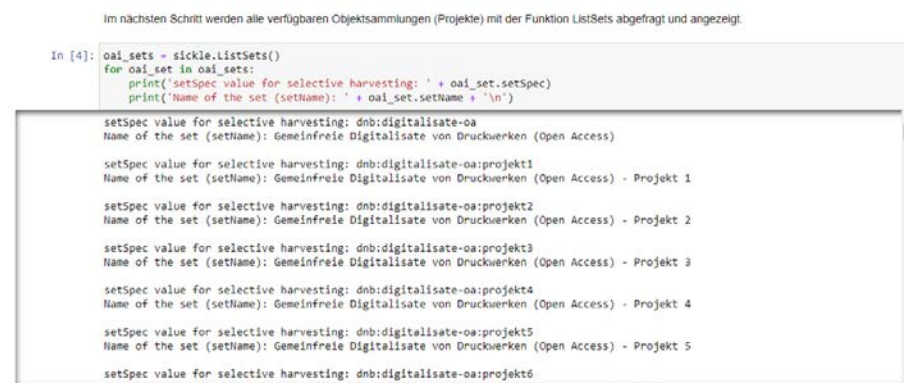 Im nächsten Schritt werden alle verfügbaren Objektsammlungen (Projekte) mit der Funktion ListSets abgefragt und angezeigt.
In [4]: oai_sets = sickle.ListSets()
for oai_set in oai_sets:
    print('setSpec value for selective harvesting: ' + oai_set.setSpec)
    print('Name of the set (setName): ' + oai_set.setName + '\n')
setSpec value for selective harvesting: dnb:digitalisate-oa
Name of the set (setName): Gemeinfreie Digitalisate von Druckwerken (Open Access)
setSpec value for selective harvesting: dnb:digitalisate-oa:projekt1
Name of the set (setName): Gemeinfreie Digitalisate von Druckwerken (Open Access) - Projekt 1
setSpec value for selective harvesting: dnb:digitalisate-oa:projekt2
Name of the set (setName): Gemeinfreie Digitalisate von Druckwerken (Open Access) - Projekt 2
setSpec value for selective harvesting: dnb:digitalisate-oa:projekt3
Name of the set (setName): Gemeinfreie Digitalisate von Druckwerken (Open Access) - Projekt 3
setSpec value for selective harvesting: dnb:digitalisate-oa:projekt4
Name of the set (setName): Gemeinfreie Digitalisate von Druckwerken (Open Access) - Projekt 4
setSpec value for selective harvesting: dnb:digitalisate-oa:projekt5
Name of the set (setName): Gemeinfreie Digitalisate von Druckwerken (Open Access) - Projekt 5
setSpec value for selective harvesting: dnb:digitalisate-oa:projekt6